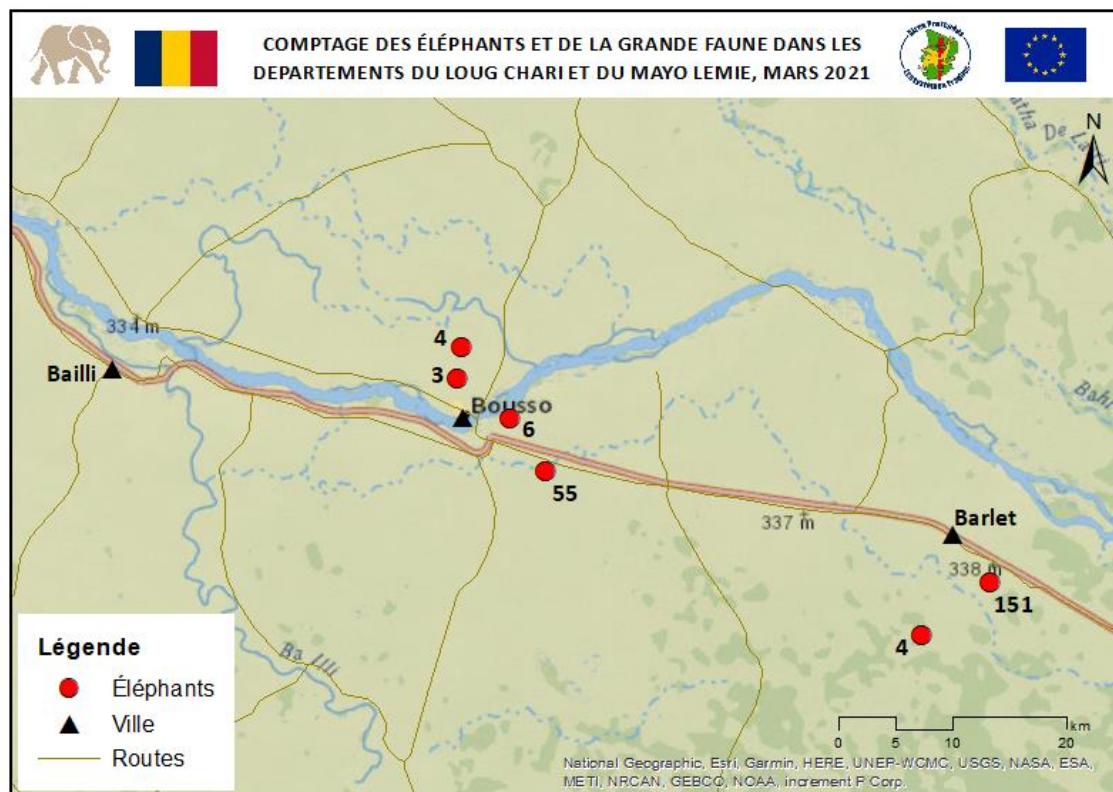 COMPTAGE DES ÉLÉPHANTS ET DE LA GRANDE FAUNE DANS LES
DEPARTEMENTS DU LOUG CHARI ET DU MAYO LEMIE, MARS 2021
N
334 m
4
Bailli
3
Bousso
6
55
337 m
Barlet
338 m
151
4
Ba Illi
Légende
Éléphants
Ville
Routes
0 5 10 20
km
National Geographic, Esri, Garmin, HERE, UNEP-WCMC, USGS, NASA, ESA,
METI, NRCAN, GEBCO, NOAA, increment P Corp.